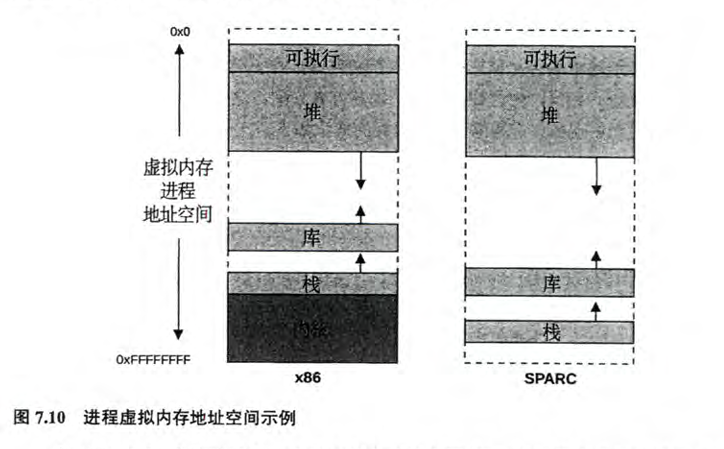 0x0
可执行
可执行
堆
堆
虚拟内存
进程
地址空间
库
库
栈
栈
内核
0xFFFFFFFF
x86
SPARC
图 7.10 进程虚拟内存地址空间示例